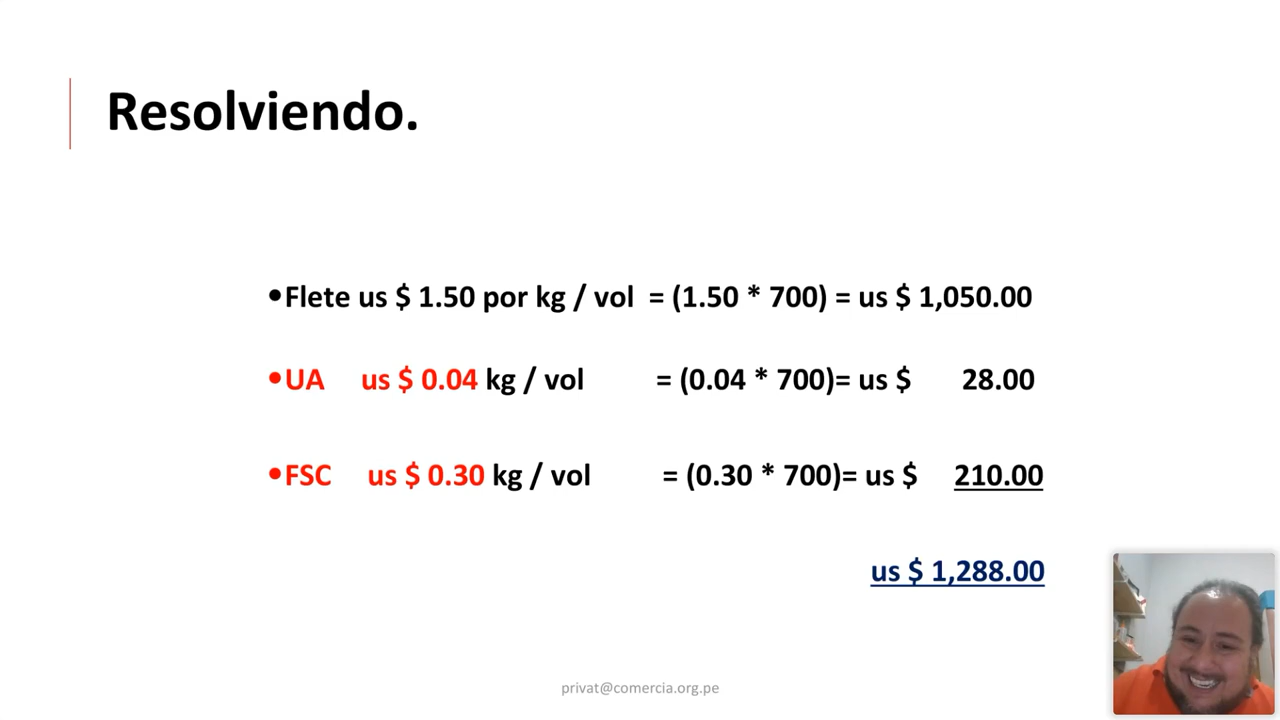 Resolviendo.
•Flete us $ 1.50 por kg / vol = (1.50 * 700) = us $ 1,050.00
•UA us $ 0.04 kg / vol = (0.04 * 700)= us $ 28.00
•FSC us $ 0.30 kg / vol = (0.30 * 700)= us $ 210.00
us $ 1,288.00
privat@comercia.org.pe